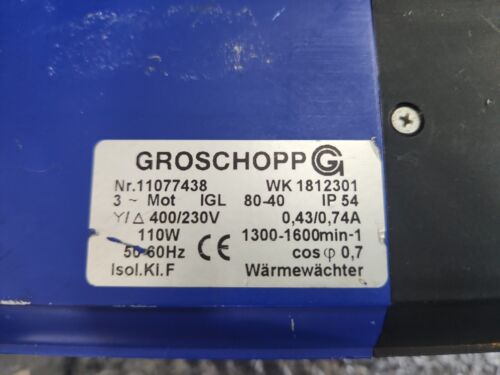 GROSCHOPP
Nr.11077438 WK 1812301
3 ~ Mot IGL 80-40 IP 54
Y/△ 400/230V 0,43/0,74A
110W 1300-1600min-1
50-60Hz CE cos φ 0,7
Isol.Kl.F Wärmewächter